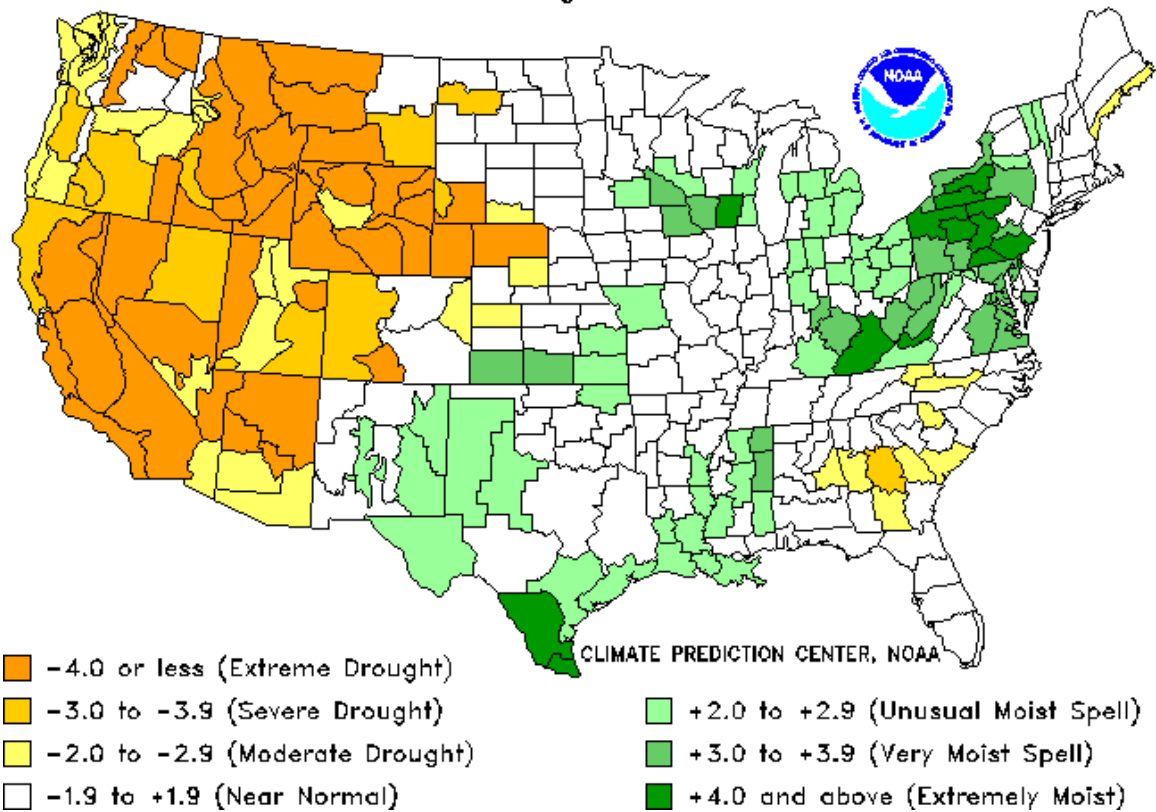 NOAA
CLIMATE PREDICTION CENTER, NOAA
-4.0 or less (Extreme Drought)
-3.0 to -3.9 (Severe Drought)
-2.0 to -2.9 (Moderate Drought)
-1.9 to +1.9 (Near Normal)
+2.0 to +2.9 (Unusual Moist Spell)
+3.0 to +3.9 (Very Moist Spell)
+4.0 and above (Extremely Moist)